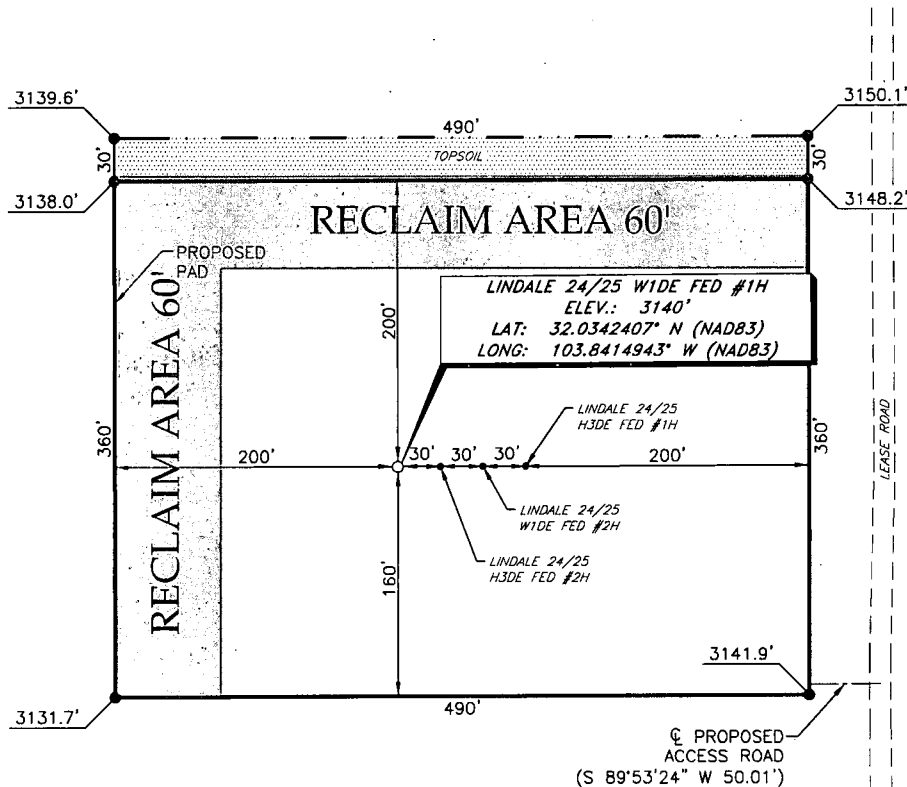 3139.6'
3150.1'
490'
30'
TOPSOIL
30'
3138.0'
3148.2'
RECLAIM AREA 60'
PROPOSED
PAD
RECLAIM AREA 60'
200'
LINDALE 24/25 W1DE FED #1H
ELEV.: 3140'
LAT: 32.0342407° N (NAD83)
LONG: 103.8414943° W (NAD83)
LINDALE 24/25
H3DE FED #1H
360'
360'
LEASE ROAD
200'
30'
30'
30'
200'
LINDALE 24/25
W1DE FED #2H
LINDALE 24/25
H3DE FED #2H
160'
3141.9'
3131.7'
490'
℄ PROPOSED
ACCESS ROAD
(S 89°53'24" W 50.01')